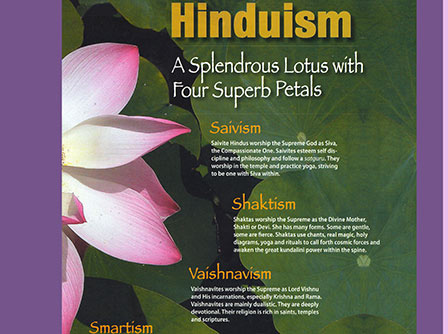 Hinduism
A Splendrous Lotus with
Four Superb Petals
Saivism
Saivite Hindus worship the Supreme God as Siva,
the Compassionate One. Saivites esteem self dis-
cipline and philosophy and follow a satguru. They
worship in the temple and practice yoga, striving
to be one with Siva within.
Shaktism
Shaktas worship the Supreme as the Divine Mother,
Shakti or Devi. She has many forms. Some are gentle,
some are fierce. Shaktas use chants, real magic, holy
diagrams, yoga and rituals to call forth cosmic forces and
awaken the great kundalini power within the spine.
Vaishnavism
Vaishnavites worship the Supreme as Lord Vishnu
and His incarnations, especially Krishna and Rama.
Vaishnavites are mainly dualistic. They are deeply
devotional. Their religion is rich in saints, temples
and scriptures.
Smartism